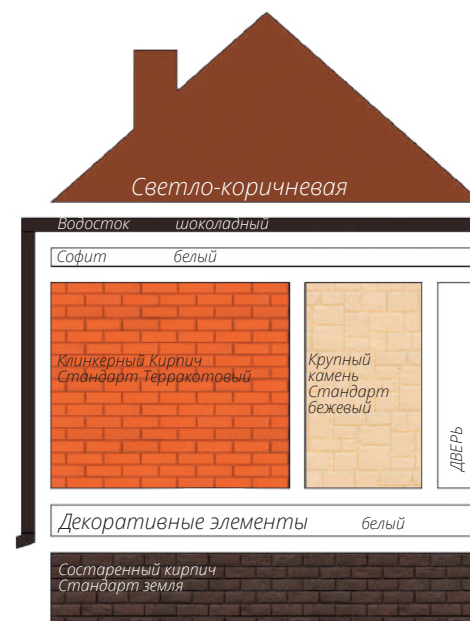 Светло-коричневая
Водосток шоколадный
Софит белый
Клинкерный Кирпич
Стандарт Терракотовый
Крупный
камень
Стандарт
бежевый
ДВЕРЬ
Декоративные элементы белый
Состаренный кирпич
Стандарт земля